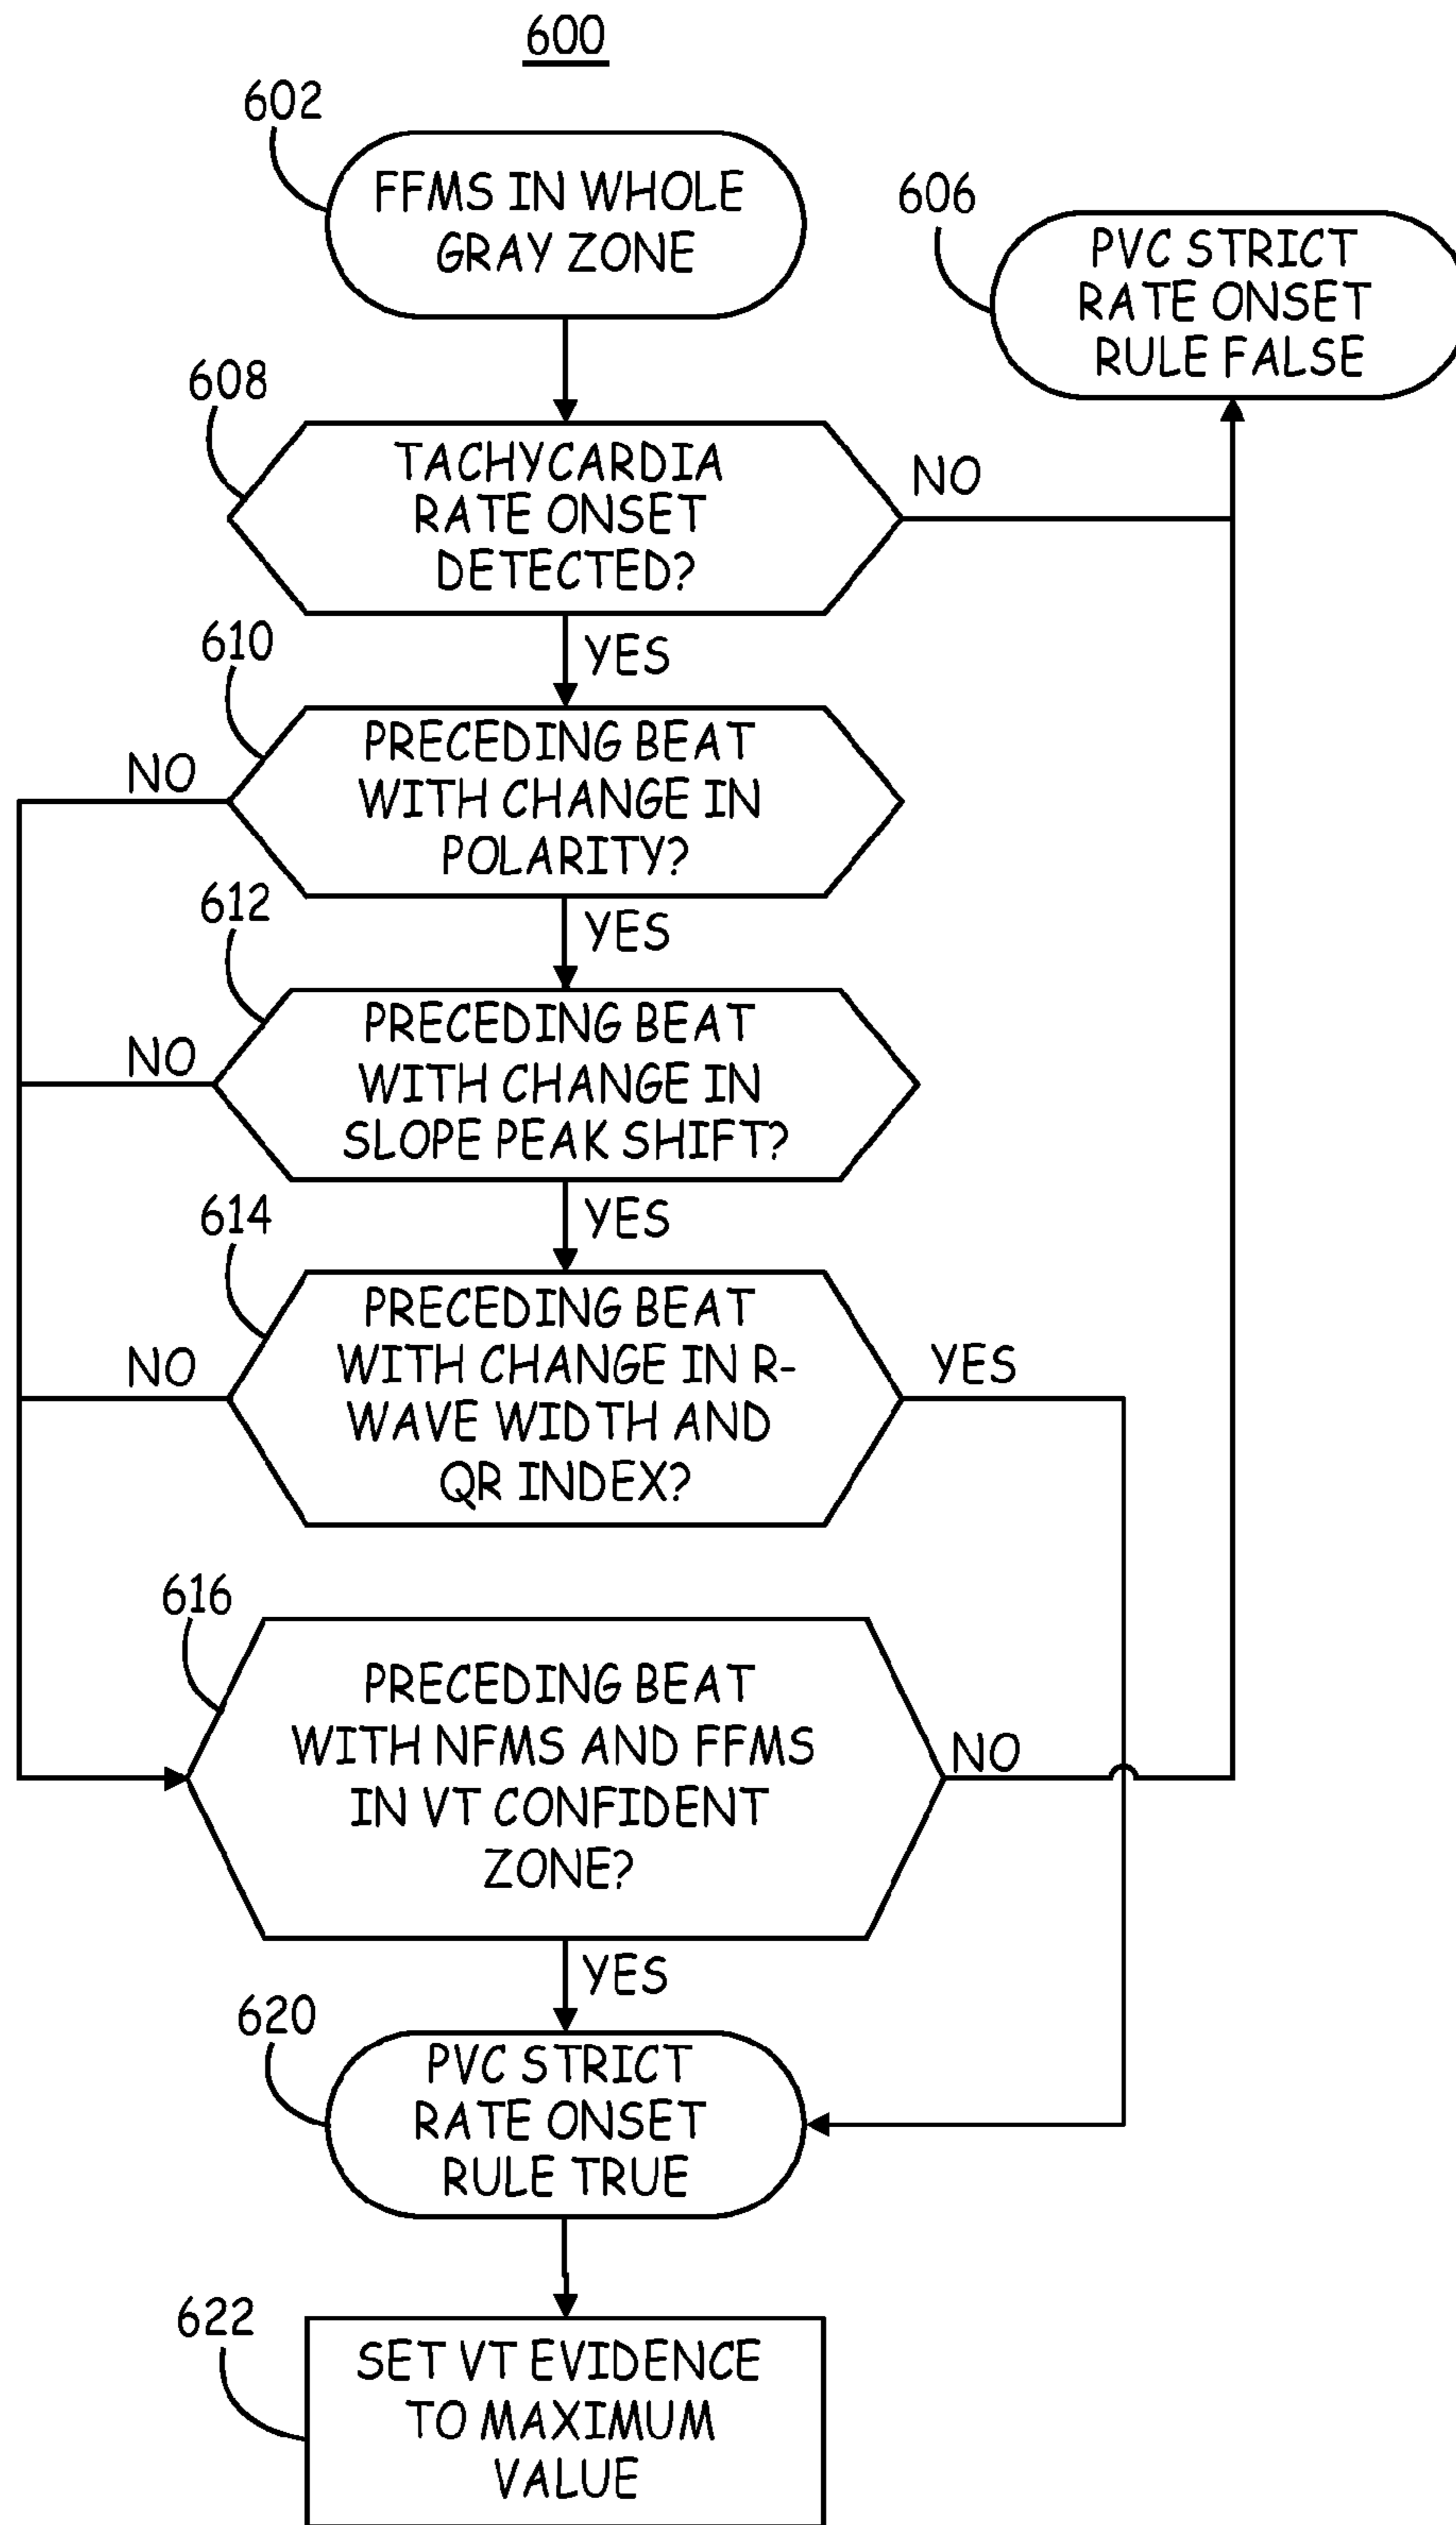 600
602
FFMS IN WHOLE
GRAY ZONE
606
PVC STRICT
RATE ONSET
RULE FALSE
608
TACHYCARDIA
RATE ONSET
DETECTED?
NO
YES
610
PRECEDING BEAT
WITH CHANGE IN
POLARITY?
NO
YES
612
PRECEDING BEAT
WITH CHANGE IN
SLOPE PEAK SHIFT?
NO
YES
614
PRECEDING BEAT
WITH CHANGE IN R-
WAVE WIDTH AND
QR INDEX?
NO
YES
616
PRECEDING BEAT
WITH NFMS AND FFMS
IN VT CONFIDENT
ZONE?
NO
YES
620
PVC STRICT
RATE ONSET
RULE TRUE
622
SET VT EVIDENCE
TO MAXIMUM
VALUE